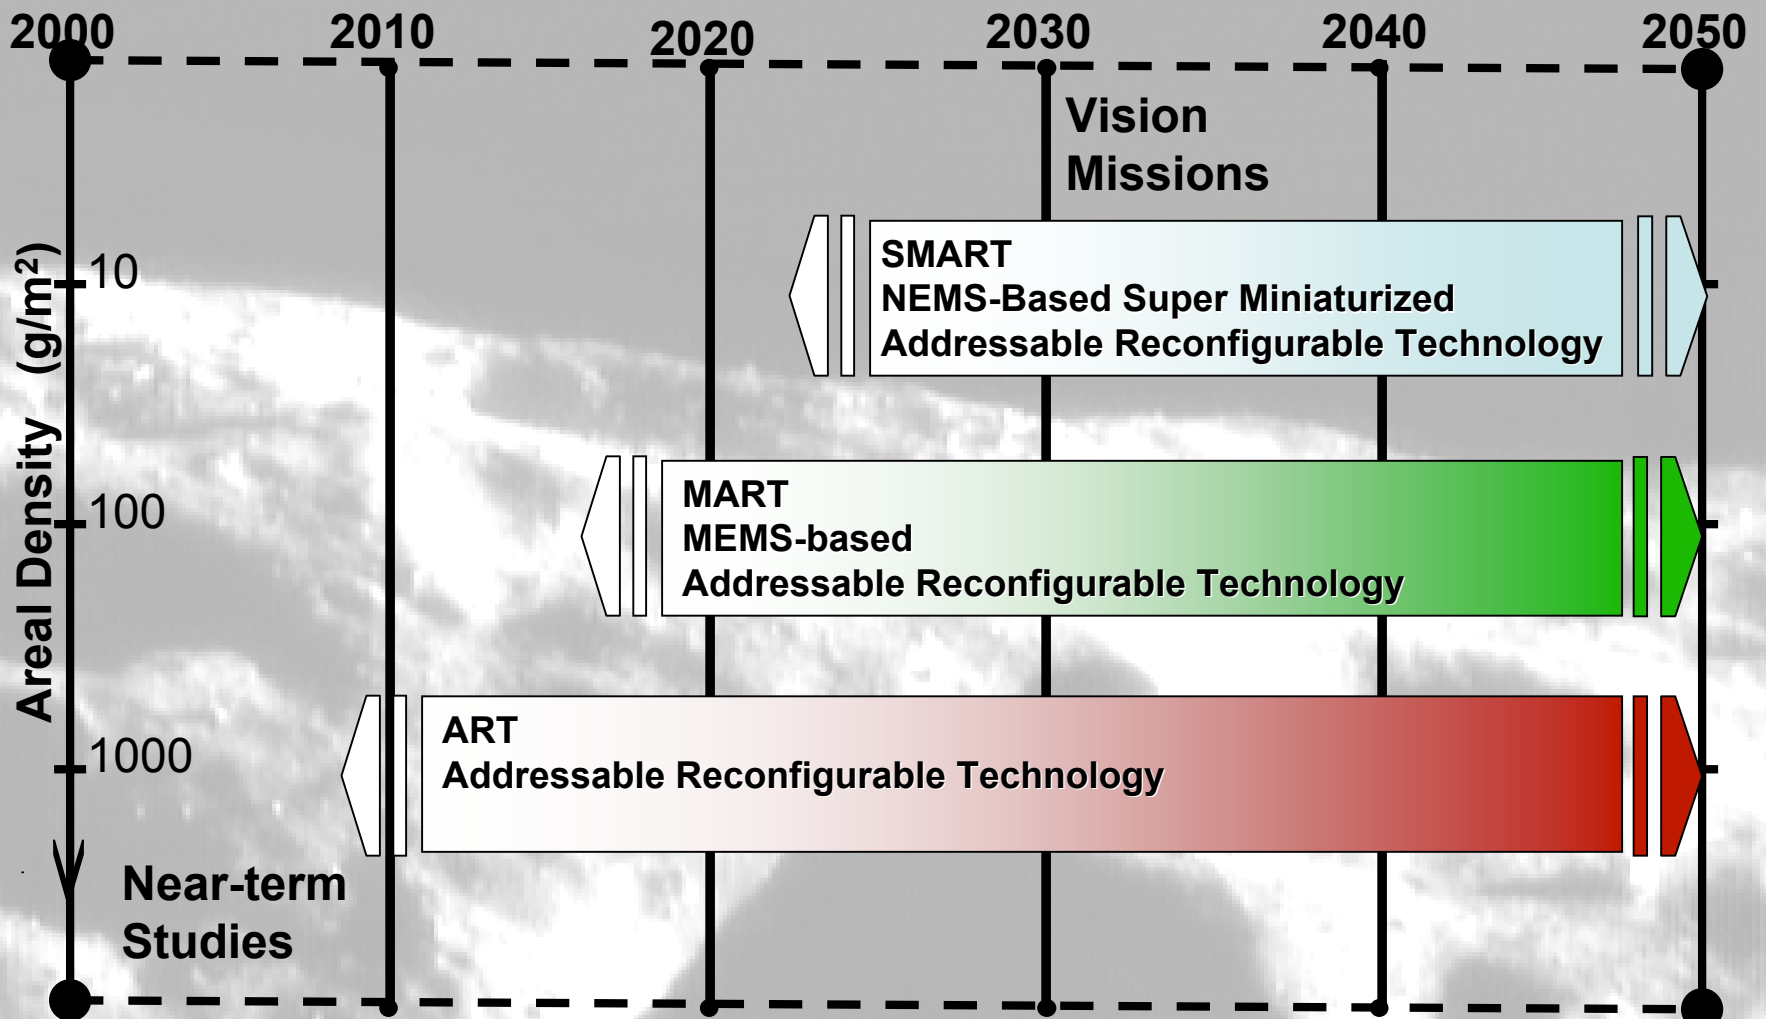 2000 2010 2020 2030 2040 2050
Vision
Missions
Areal Density (g/m²)
10
SMART
NEMS-Based Super Miniaturized
Addressable Reconfigurable Technology
100
MART
MEMS-based
Addressable Reconfigurable Technology
1000
ART
Addressable Reconfigurable Technology
Near-term
Studies